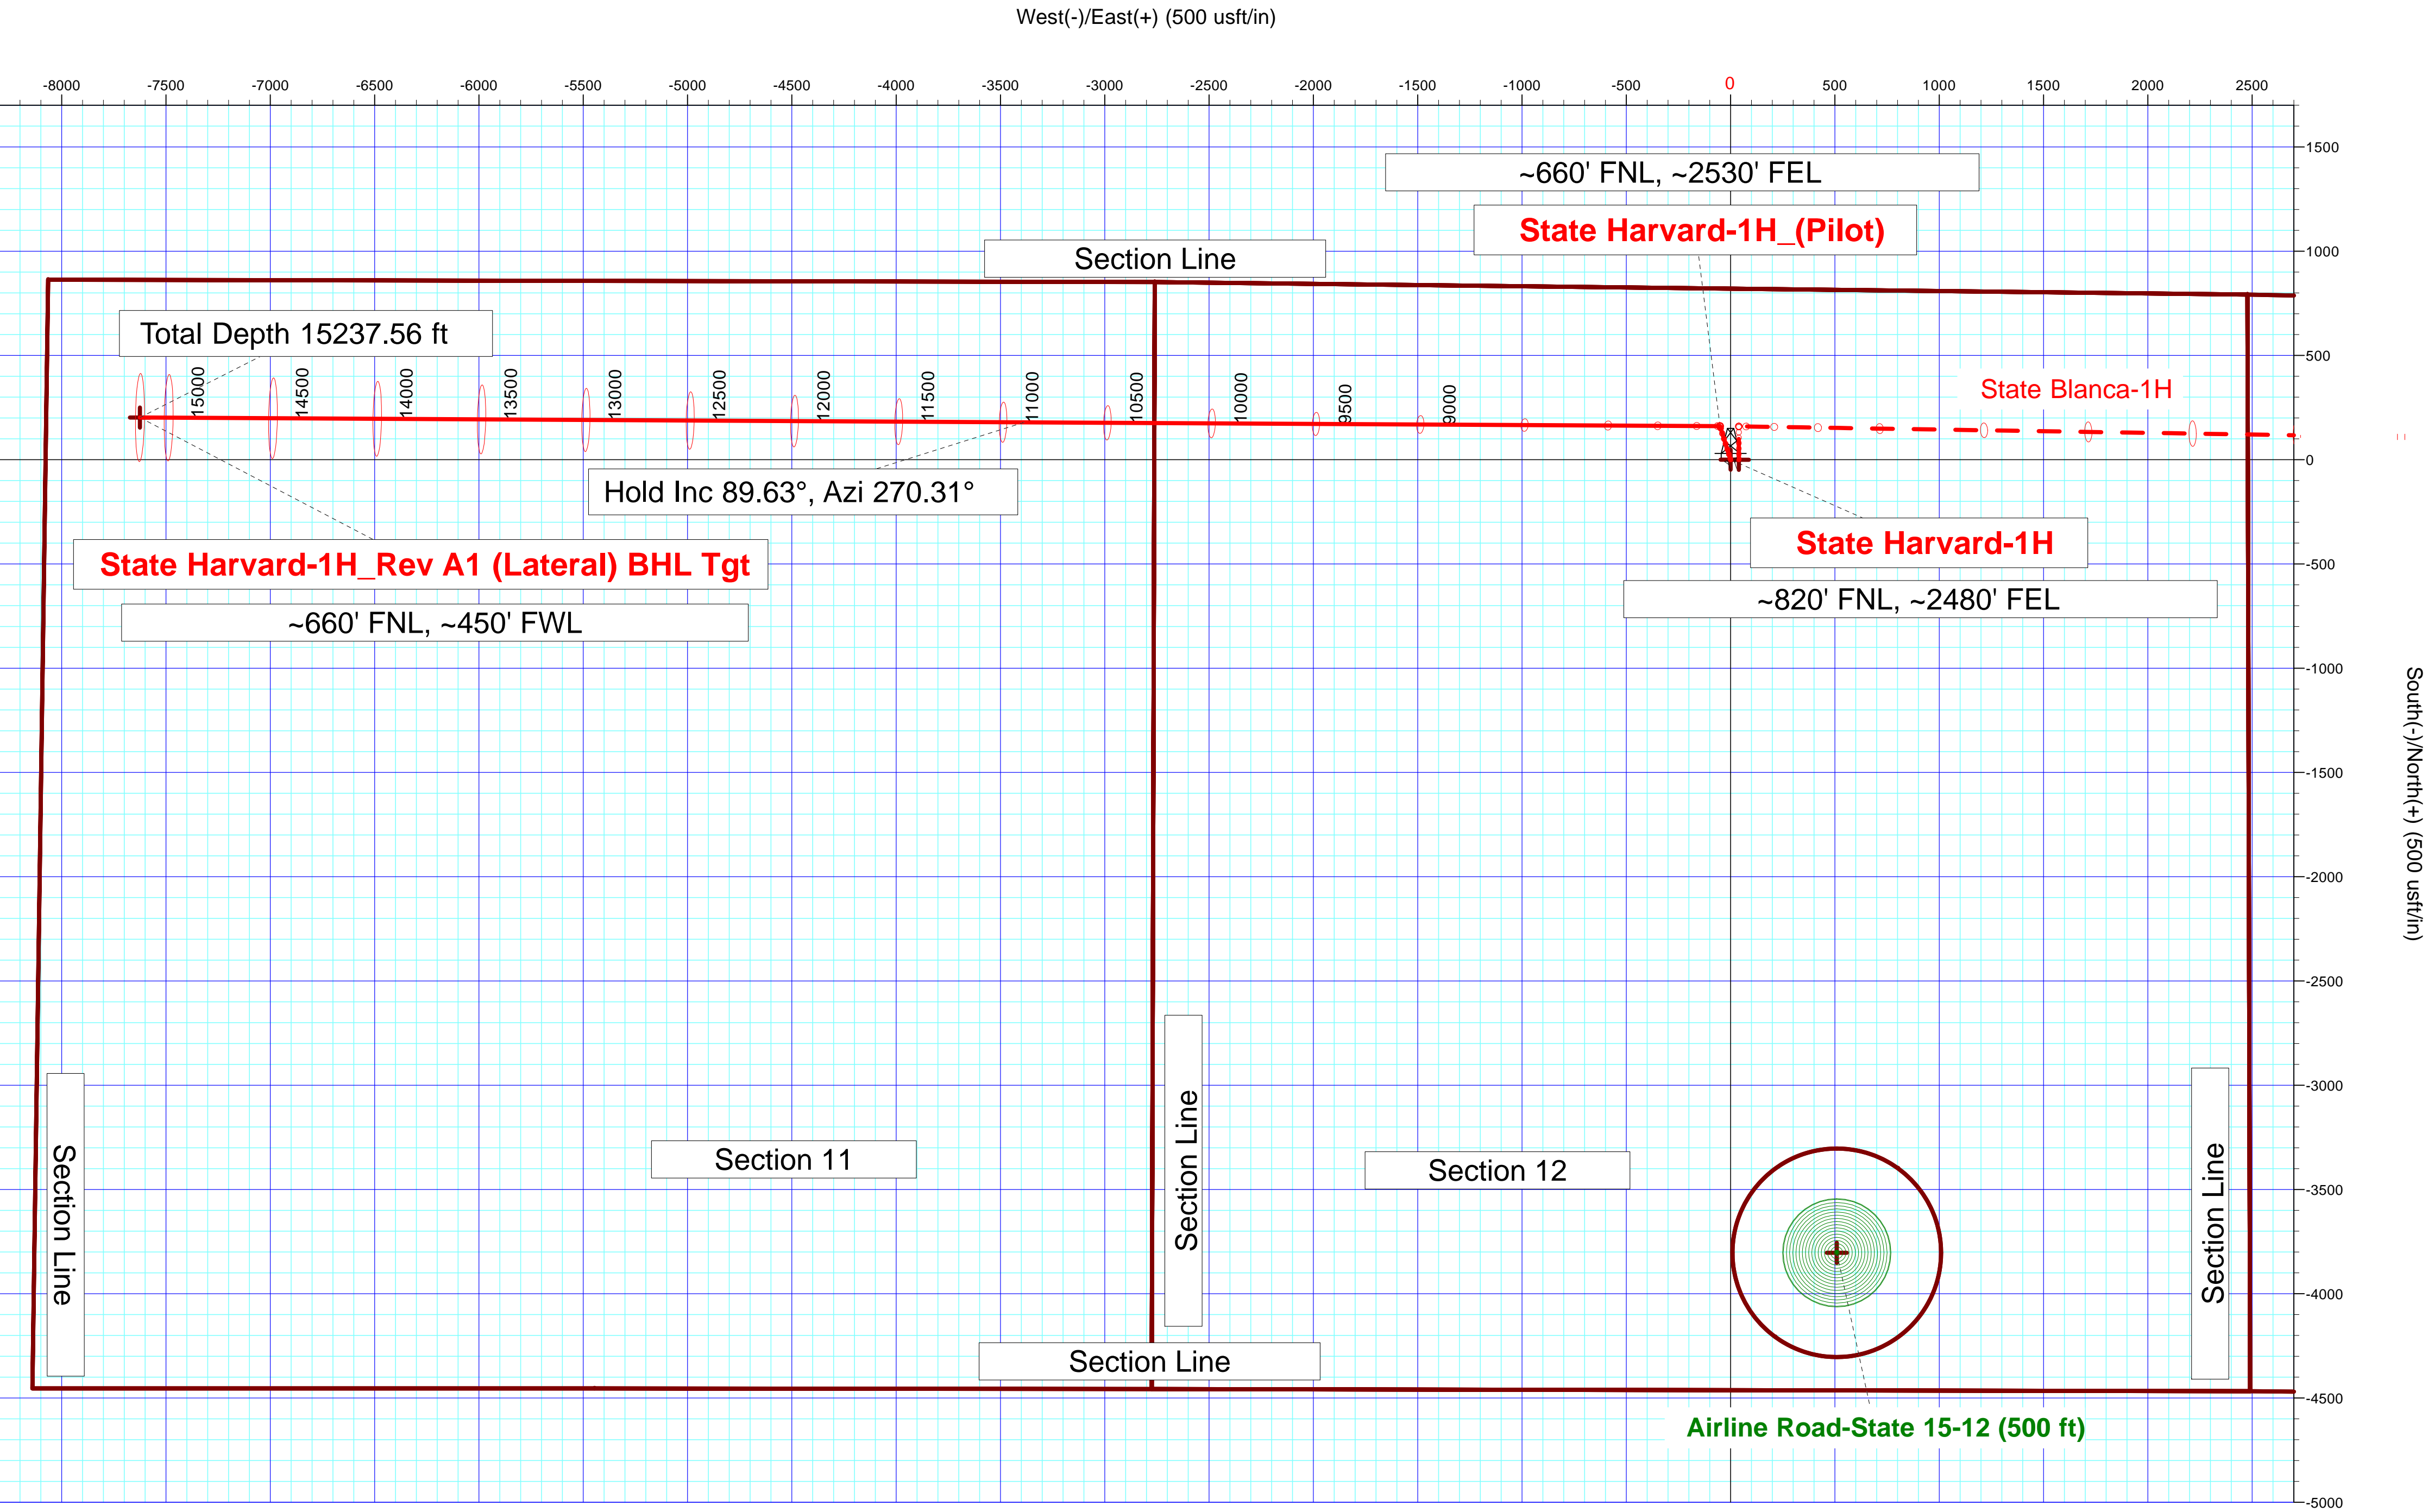 West(-)/East(+) (500 usft/in)
-8000 -7500 -7000 -6500 -6000 -5500 -5000 -4500 -4000 -3500 -3000 -2500 -2000 -1500 -1000 -500 0 500 1000 1500 2000 2500
1500
~660' FNL, ~2530' FEL
State Harvard-1H_(Pilot)
1000
Section Line
Total Depth 15237.56 ft
500
15000 14500 14000 13500 13000 12500 12000 11500 11000 10500 10000 9500 9000
State Blanca-1H
0
Hold Inc 89.63°, Azi 270.31°
State Harvard-1H
-500
State Harvard-1H_Rev A1 (Lateral) BHL Tgt
~820' FNL, ~2480' FEL
~660' FNL, ~450' FWL
-1000
South(-)/North(+) (500 usft/in)
-1500
-2000
-2500
-3000
Section Line
Section Line
Section Line
Section 11
Section 12
-3500
-4000
Section Line
-4500
Airline Road-State 15-12 (500 ft)
-5000